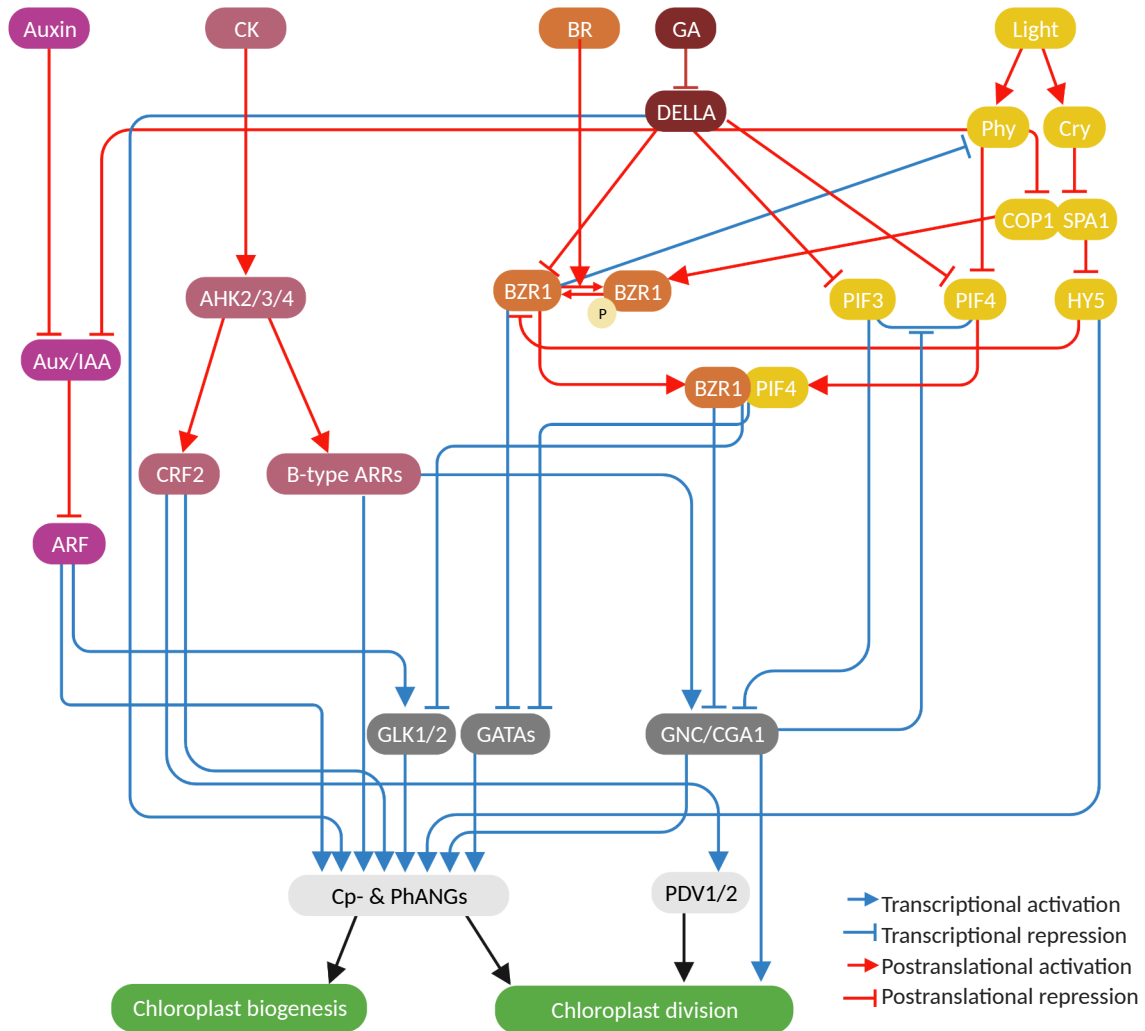 Auxin
CK
BR
GA
Light
DELLA
Phy
Cry
COP1
SPA1
AHK2/3/4
BZR1
BZR1
P
PIF3
PIF4
HY5
Aux/IAA
BZR1
PIF4
CRF2
B-type ARRs
ARF
GLK1/2
GATAs
GNC/CGA1
Cp- & PhANGs
PDV1/2
Transcriptional activation
Transcriptional repression
Postranslational activation
Postranslational repression
Chloroplast biogenesis
Chloroplast division